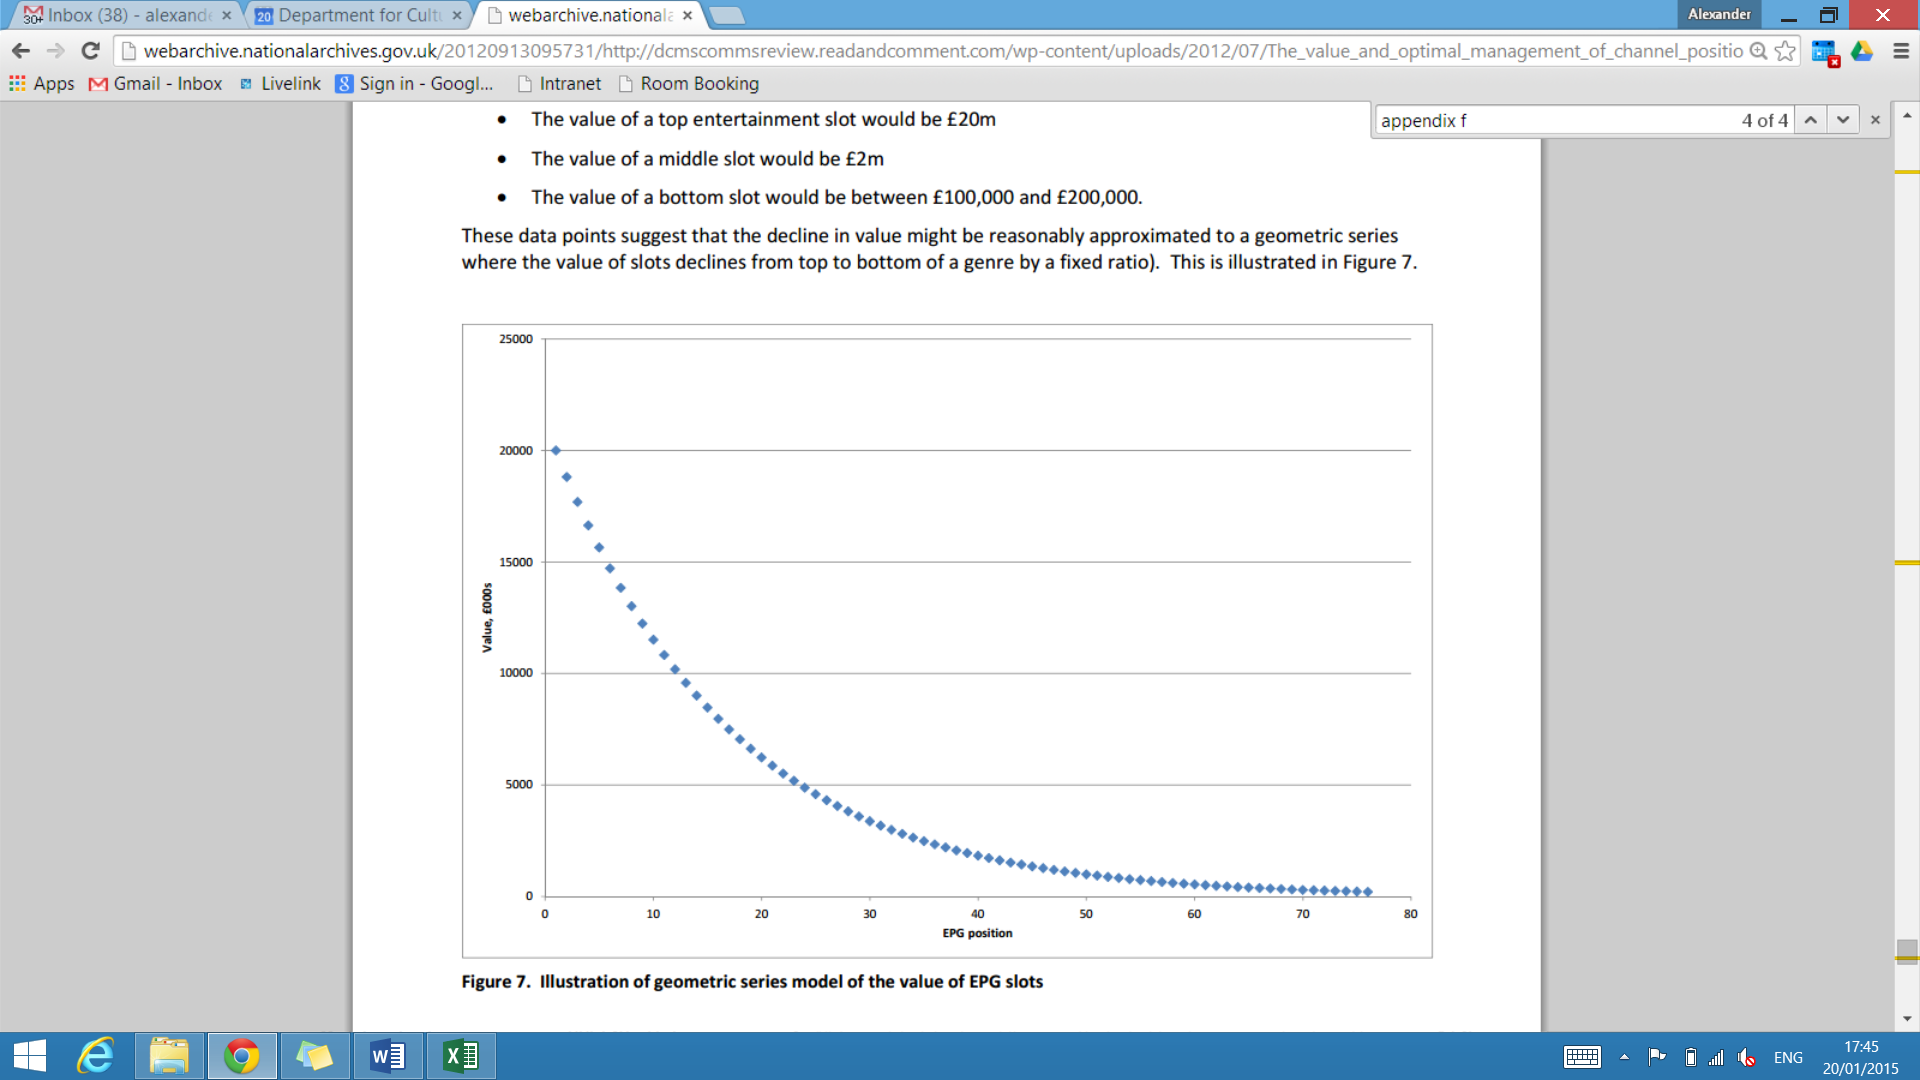 Inbox (38) - alexand
Department for Cultu
webarchive.national
Alexander
webarchive.nationalarchives.gov.uk/20120913095731/http://dcmscommsreview.readandcomment.com/wp-content/uploads/2012/07/The_value_and_optimal_management_of_channel_positio
Apps
Gmail - Inbox
Livelink
Sign in - Googl...
Intranet
Room Booking
appendix f
4 of 4
• The value of a top entertainment slot would be £20m
• The value of a middle slot would be £2m
• The value of a bottom slot would be between £100,000 and £200,000.
These data points suggest that the decline in value might be reasonably approximated to a geometric series
where the value of slots declines from top to bottom of a genre by a fixed ratio). This is illustrated in Figure 7.
25000
20000
15000
10000
5000
0
Value, £000s
0 10 20 30 40 50 60 70 80
EPG position
Figure 7. Illustration of geometric series model of the value of EPG slots
ENG
17:45
20/01/2015